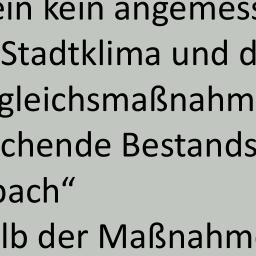 ein kein angemess
Stadtklima und d
gleichsmaßnahm
chende Bestands
bach“
lb der Maßnahm